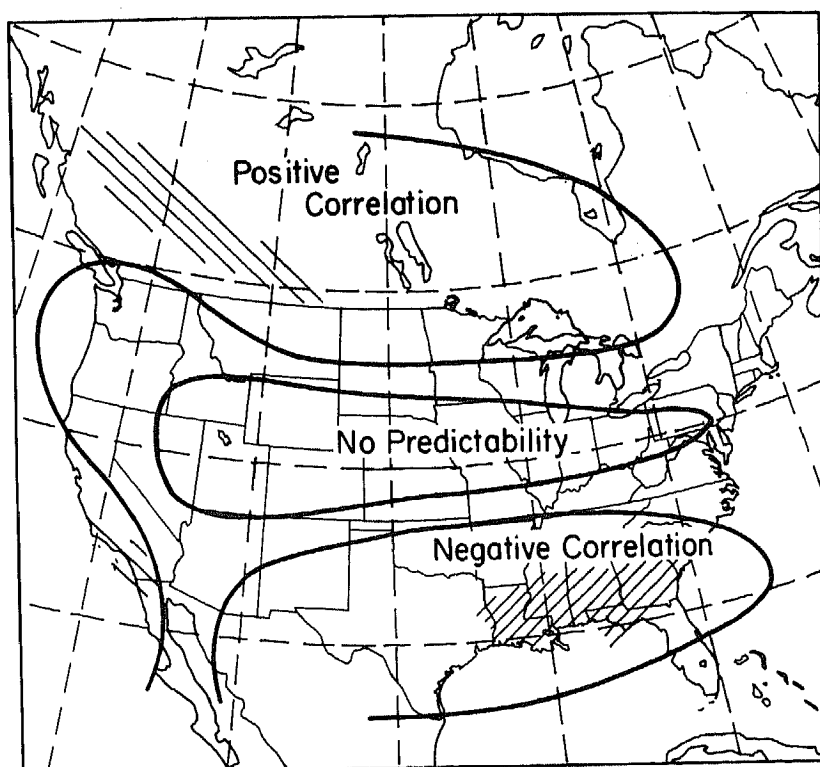 Positive
Correlation
No Predictability
Negative Correlation